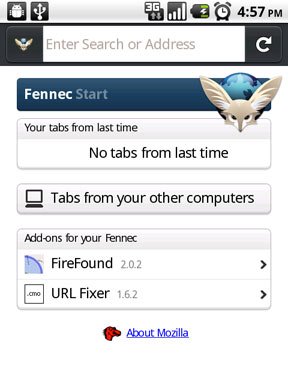 3G
4:57 PM
Enter Search or Address
Fennec Start
Your tabs from last time
No tabs from last time
Tabs from your other computers
Add-ons for your Fennec
FireFound 2.0.2
.cmo URL Fixer 1.6.2
About Mozilla